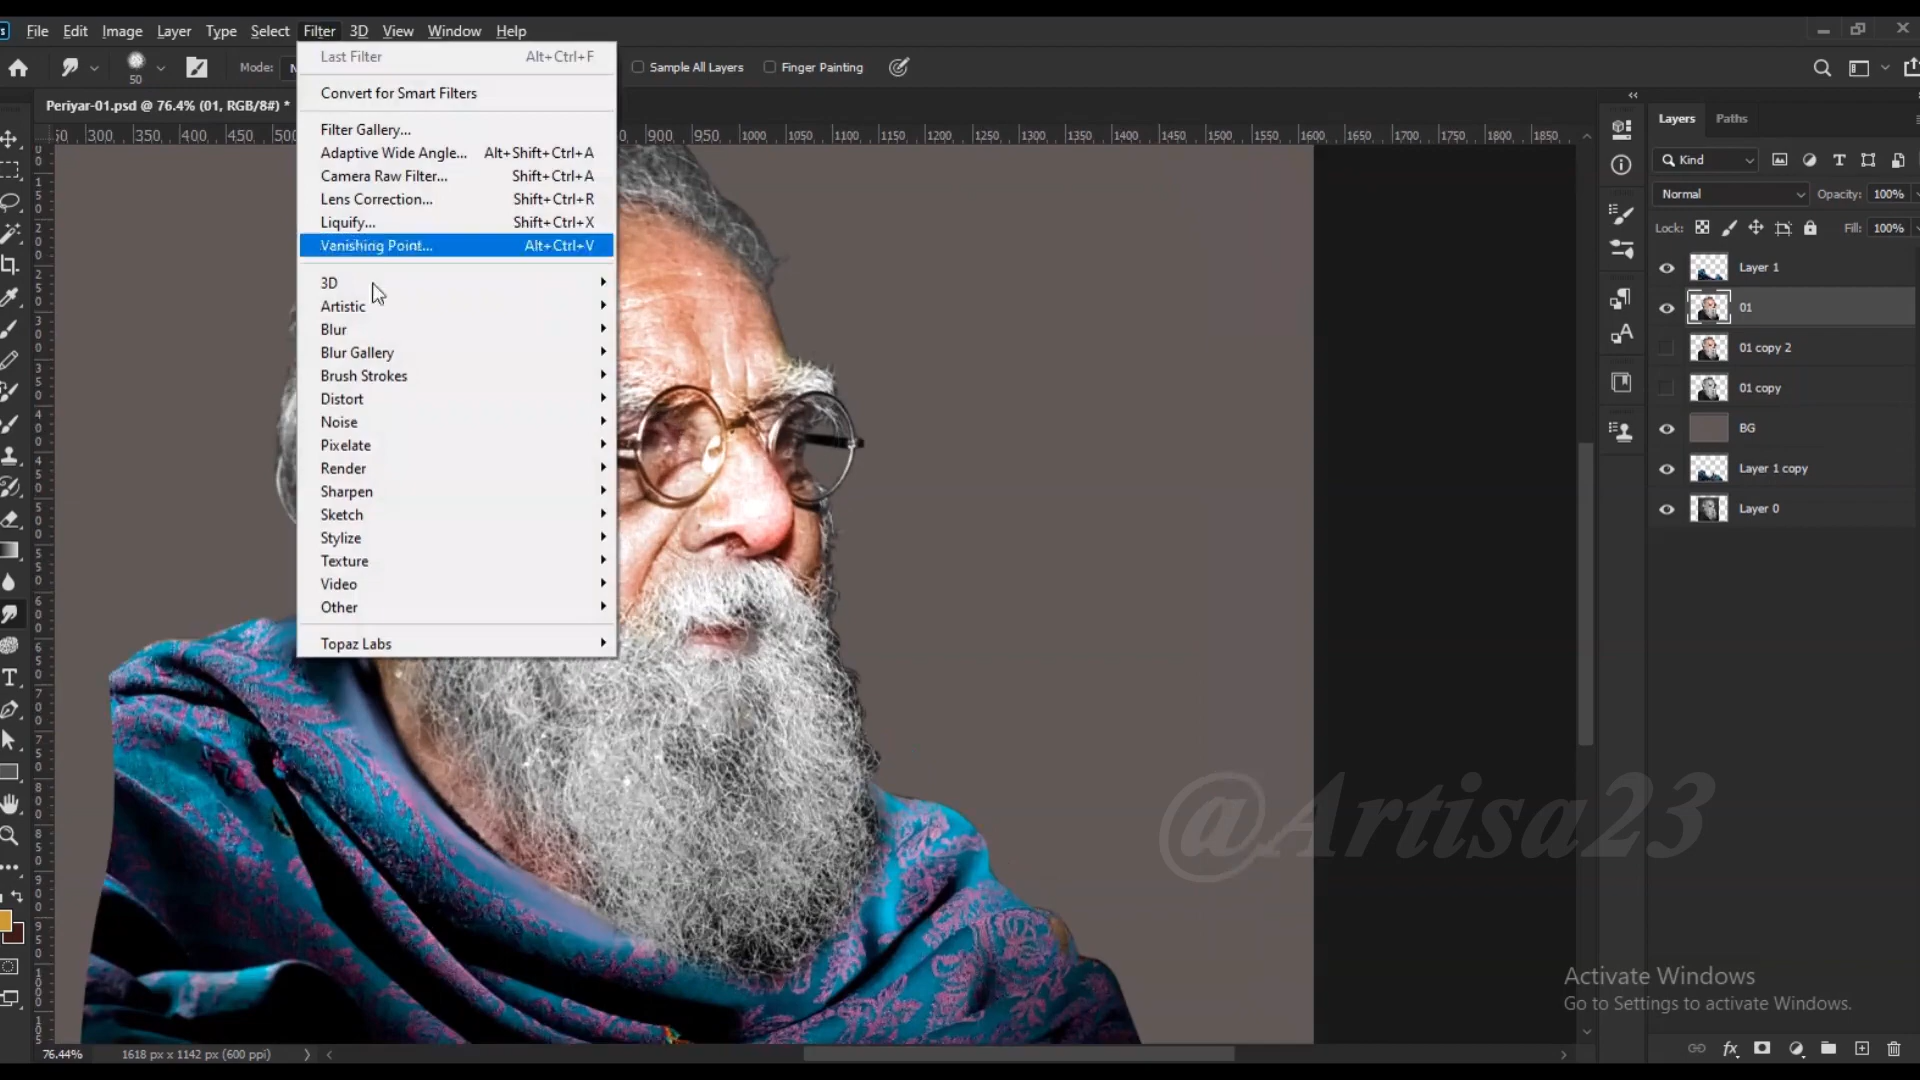 File Edit Image Layer Type Select Filter 3D View Window Help
50 Mode: N Sample All Layers Finger Painting
Periyar-01.psd @ 76.4% (01, RGB/8#) *
300 350 400 450 900 950 1000 1050 1100 1150 1200 1250 1300 1350 1400 1450 1500 1550 1600 1650 1700 1750 1800 1850
Last Filter Alt+Ctrl+F
Convert for Smart Filters
Filter Gallery...
Adaptive Wide Angle... Alt+Shift+Ctrl+A
Camera Raw Filter... Shift+Ctrl+A
Lens Correction... Shift+Ctrl+R
Liquify... Shift+Ctrl+X
Vanishing Point... Alt+Ctrl+V
3D
Artistic
Blur
Blur Gallery
Brush Strokes
Distort
Noise
Pixelate
Render
Sharpen
Sketch
Stylize
Texture
Video
Other
Topaz Labs
Layers Paths
Kind
Normal Opacity: 100%
Lock: Fill: 100%
Layer 1
01
01 copy 2
01 copy
BG
Layer 1 copy
Layer 0
@Artisa23
Activate Windows
Go to Settings to activate Windows.
76.44% 1618 px x 1142 px (600 ppi)